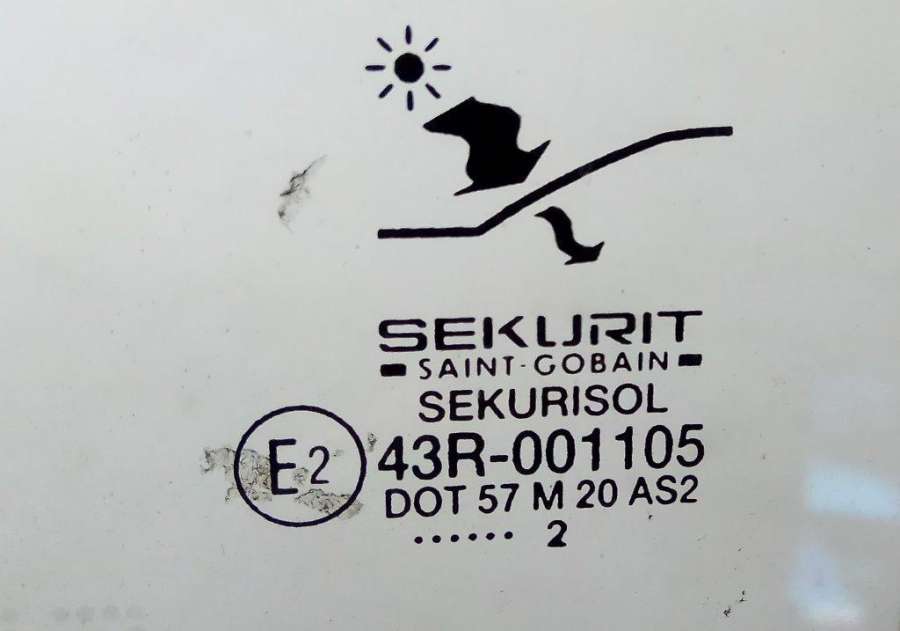 SEKURIT
SAINT-GOBAIN
SEKURISOL
E2 43R-001105
DOT 57 M 20 AS2
...... 2